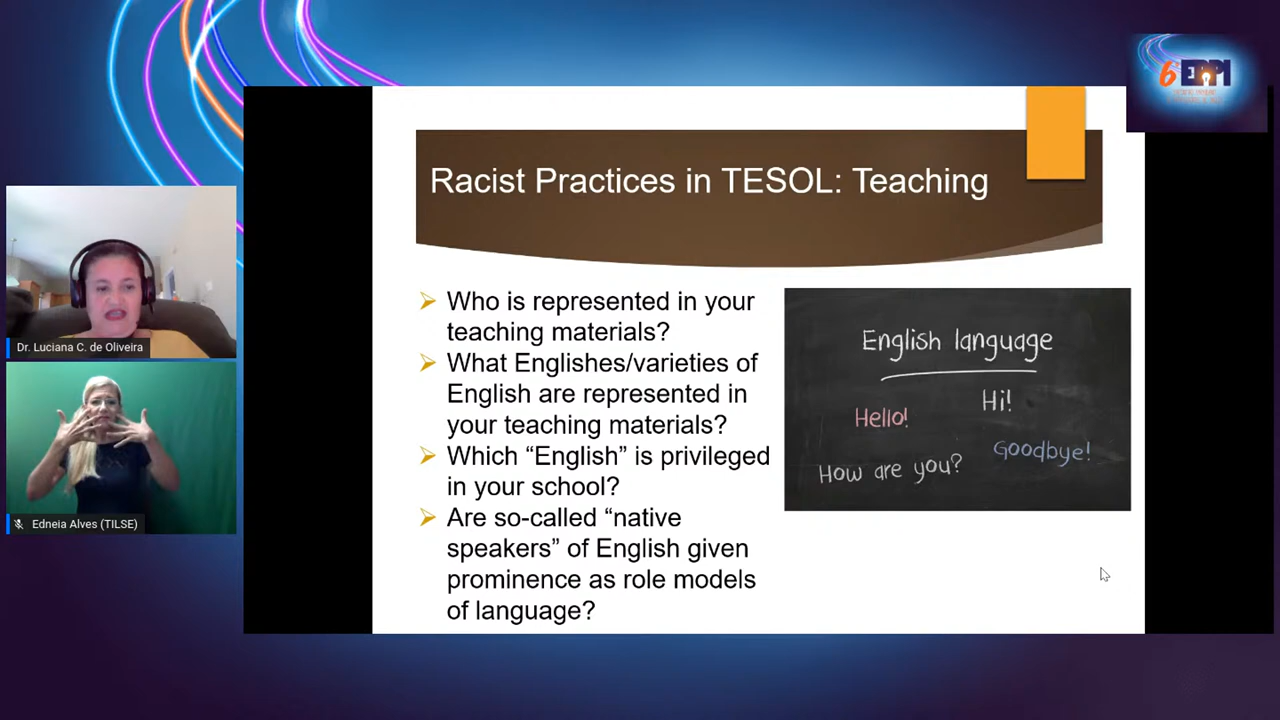 6º EPPI
Racist Practices in TESOL: Teaching
Who is represented in your
teaching materials?
What Englishes/varieties of
English are represented in
your teaching materials?
Which “English” is privileged
in your school?
Are so-called “native
speakers” of English given
prominence as role models
of language?
English language
Hi!
Hello!
Goodbye!
How are you?
Dr. Luciana C. de Oliveira
Edneia Alves (TILSE)